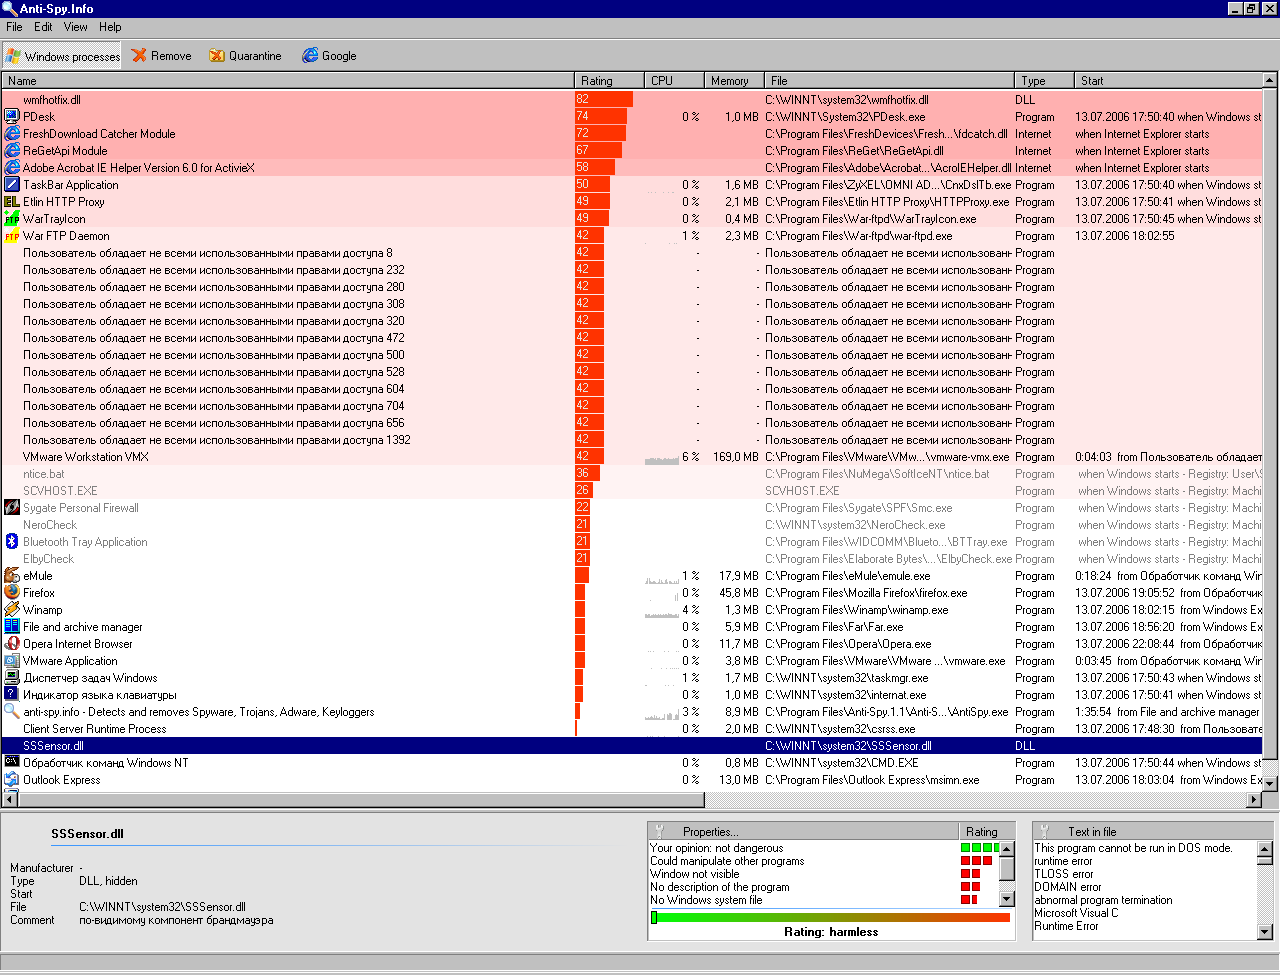 Anti-Spy.Info
File Edit View Help
Windows processes Remove Quarantine Google
Name Rating CPU Memory File Type Start
wmfhotfix.dll 82 C:\WINNT\system32\wmfhotfix.dll DLL
PDesk 74 0 % 1,0 MB C:\WINNT\System32\PDesk.exe Program 13.07.2006 17:50:40 when Windows st
FreshDownload Catcher Module 72 C:\Program Files\FreshDevices\Fresh...\fdcatch.dll Internet when Internet Explorer starts
ReGetApi Module 67 C:\Program Files\ReGet\ReGetApi.dll Internet when Internet Explorer starts
Adobe Acrobat IE Helper Version 6.0 for ActivieX 58 C:\Program Files\Adobe\Acrobat...\AcroIEHelper.dll Internet when Internet Explorer starts
TaskBar Application 50 0 % 1,6 MB C:\Program Files\ZyXEL\OMNI AD...\CnxDslTb.exe Program 13.07.2006 17:50:40 when Windows st
Etlin HTTP Proxy 49 0 % 2,1 MB C:\Program Files\Etlin HTTP Proxy\HTTPProxy.exe Program 13.07.2006 17:50:41 when Windows st
WarTrayIcon 49 0 % 0,4 MB C:\Program Files\War-ftpd\WarTrayIcon.exe Program 13.07.2006 17:50:45 when Windows st
War FTP Daemon 42 1 % 2,3 MB C:\Program Files\War-ftpd\war-ftpd.exe Program 13.07.2006 18:02:55
Пользователь обладает не всеми использованными правами доступа 8 42 - - Пользователь обладает не всеми использованн Program
Пользователь обладает не всеми использованными правами доступа 232 42 - - Пользователь обладает не всеми использованн Program
Пользователь обладает не всеми использованными правами доступа 280 42 - - Пользователь обладает не всеми использованн Program
Пользователь обладает не всеми использованными правами доступа 308 42 - - Пользователь обладает не всеми использованн Program
Пользователь обладает не всеми использованными правами доступа 320 42 - - Пользователь обладает не всеми использованн Program
Пользователь обладает не всеми использованными правами доступа 472 42 - - Пользователь обладает не всеми использованн Program
Пользователь обладает не всеми использованными правами доступа 500 42 - - Пользователь обладает не всеми использованн Program
Пользователь обладает не всеми использованными правами доступа 528 42 - - Пользователь обладает не всеми использованн Program
Пользователь обладает не всеми использованными правами доступа 604 42 - - Пользователь обладает не всеми использованн Program
Пользователь обладает не всеми использованными правами доступа 704 42 - - Пользователь обладает не всеми использованн Program
Пользователь обладает не всеми использованными правами доступа 656 42 - - Пользователь обладает не всеми использованн Program
Пользователь обладает не всеми использованными правами доступа 1392 42 - - Пользователь обладает не всеми использованн Program
VMware Workstation VMX 42 6 % 169,0 MB C:\Program Files\VMware\VMw...\vmware-vmx.exe Program 0:04:03 from Пользователь обладает
ntice.bat 36 C:\Program Files\NuMega\SoftIceNT\ntice.bat Program when Windows starts - Registry: User\S
SCVHOST.EXE 26 SCVHOST.EXE Program when Windows starts - Registry: Machi
Sygate Personal Firewall 22 C:\Program Files\Sygate\SPF\Smc.exe Program when Windows starts - Registry: Machi
NeroCheck 21 C:\WINNT\system32\NeroCheck.exe Program when Windows starts - Registry: Machi
Bluetooth Tray Application 21 C:\Program Files\WIDCOMM\Blueto...\BTTray.exe Program when Windows starts - Registry: Machi
ElbyCheck 21 C:\Program Files\Elaborate Bytes\...\ElbyCheck.exe Program when Windows starts - Registry: Machi
eMule 1 % 17,9 MB C:\Program Files\eMule\emule.exe Program 0:18:24 from Обработчик команд Wir
Firefox 0 % 45,8 MB C:\Program Files\Mozilla Firefox\firefox.exe Program 13.07.2006 19:05:52 from Обработчик
Winamp 4 % 1,3 MB C:\Program Files\Winamp\winamp.exe Program 13.07.2006 18:02:15 from Windows Ex
File and archive manager 0 % 5,9 MB C:\Program Files\Far\Far.exe Program 13.07.2006 18:56:20 from Windows Ex
Opera Internet Browser 0 % 11,7 MB C:\Program Files\Opera\Opera.exe Program 13.07.2006 22:08:44 from Обработчик
VMware Application 0 % 3,8 MB C:\Program Files\VMware\VMware ...\vmware.exe Program 0:03:45 from Обработчик команд Wir
Диспетчер задач Windows 1 % 1,7 MB C:\WINNT\system32\taskmgr.exe Program 13.07.2006 17:50:43 when Windows st
Индикатор языка клавиатуры 0 % 1,0 MB C:\WINNT\system32\internat.exe Program 13.07.2006 17:50:41 when Windows st
anti-spy.info - Detects and removes Spyware, Trojans, Adware, Keyloggers 3 % 8,9 MB C:\Program Files\Anti-Spy.1.1\Anti-S...\AntiSpy.exe Program 1:35:54 from File and archive manager
Client Server Runtime Process 0 % 2,0 MB C:\WINNT\system32\csrss.exe Program 13.07.2006 17:48:30 from Пользовате
SSSensor.dll C:\WINNT\system32\SSSensor.dll DLL
Обработчик команд Windows NT 0 % 0,8 MB C:\WINNT\system32\CMD.EXE Program 13.07.2006 17:50:44 when Windows st
Outlook Express 0 % 13,0 MB C:\Program Files\Outlook Express\msimn.exe Program 13.07.2006 18:03:04 from Windows Ex
SSSensor.dll
Manufacturer -
Type DLL, hidden
Start
File C:\WINNT\system32\SSSensor.dll
Comment по-видимому компонент брандмауэра
Properties... Rating
Your opinion: not dangerous
Could manipulate other programs
Window not visible
No description of the program
No Windows system file
Rating: harmless
Text in file
This program cannot be run in DOS mode.
runtime error
TLOSS error
DOMAIN error
abnormal program termination
Microsoft Visual C
Runtime Error